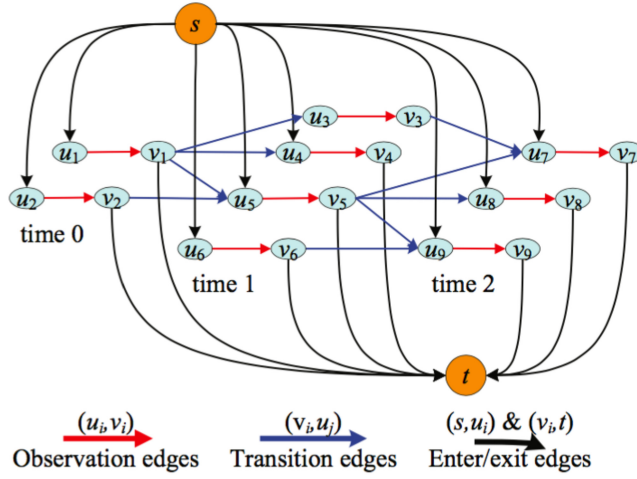 s
u3 v3
u1 v1 u4 v4 u7 v7
u2 v2 u5 v5 u8 v8
time 0
u6 v6 u9 v9
time 1 time 2
t
(ui,vi) (vi,uj) (s,ui) & (vi,t)
Observation edges Transition edges Enter/exit edges